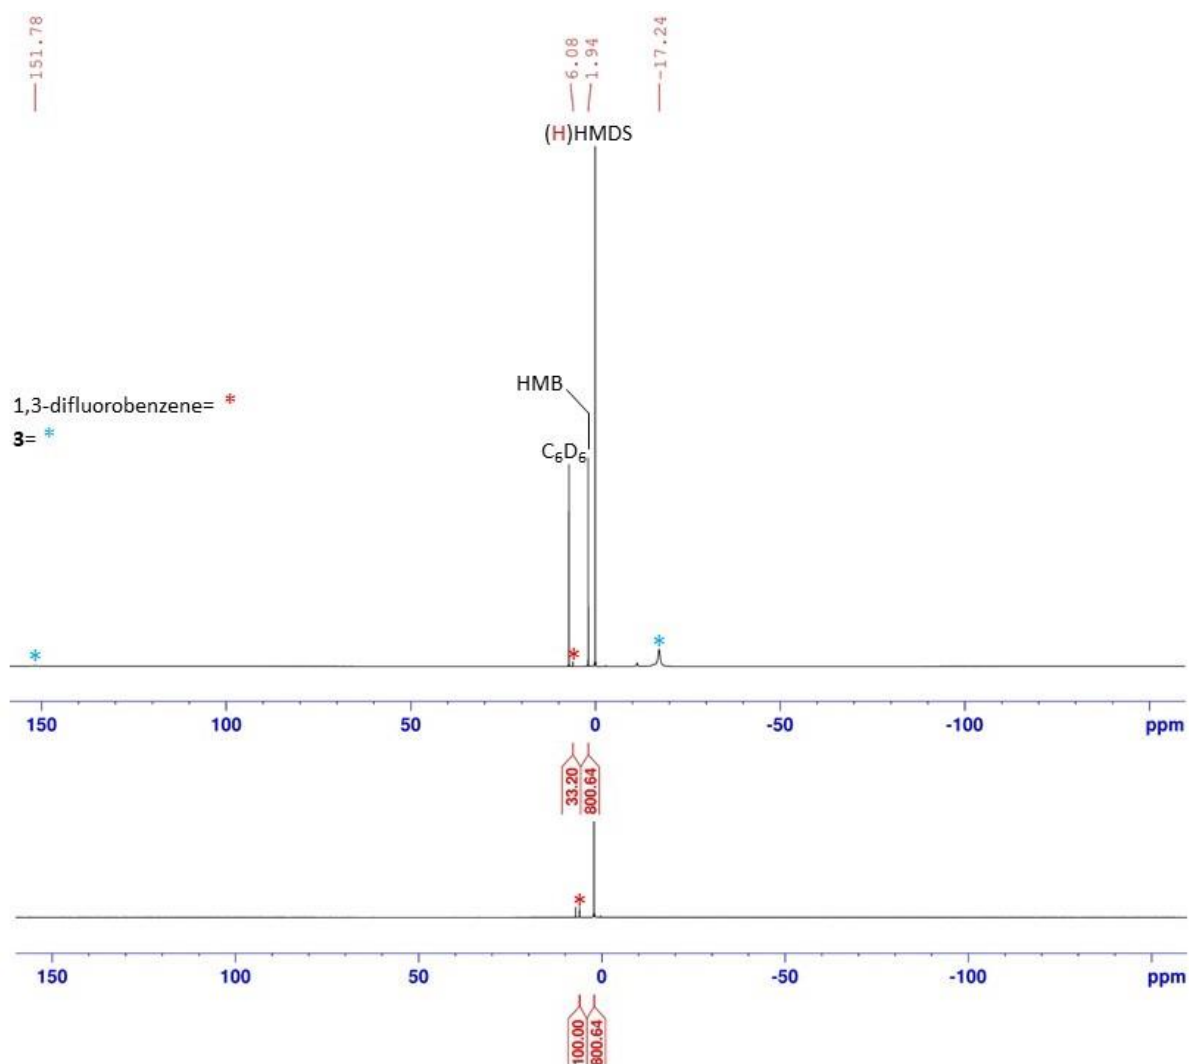 151.78
6.08
1.94
-17.24
(H)HMDS
HMB
C₆D₆
1,3-difluorobenzene= *
3= *
* * *
150 100 50 0 -50 -100 ppm
33.20
800.64
*
150 100 50 0 -50 -100 ppm
100.00
800.64